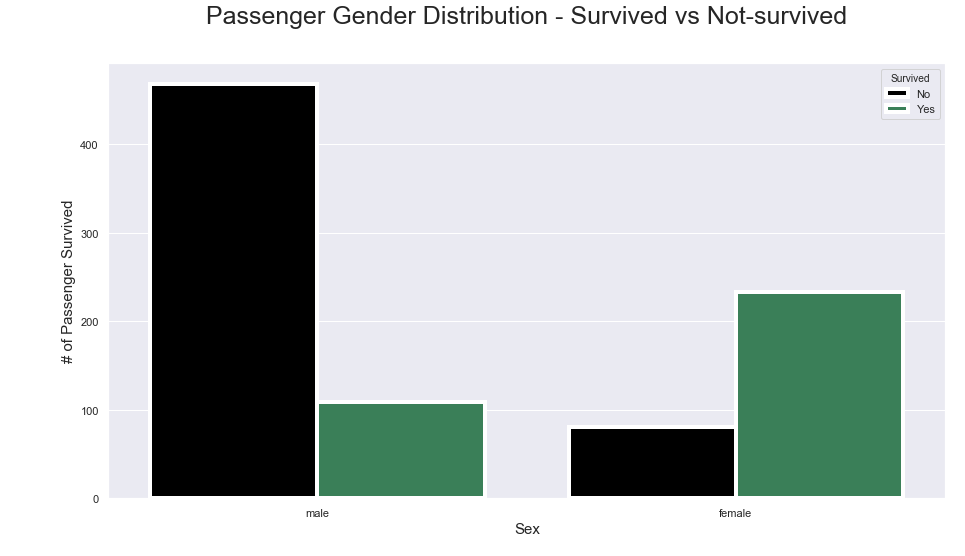 Passenger Gender Distribution - Survived vs Not-survived
Survived
No
Yes
# of Passenger Survived
400
300
200
100
0
male
female
Sex